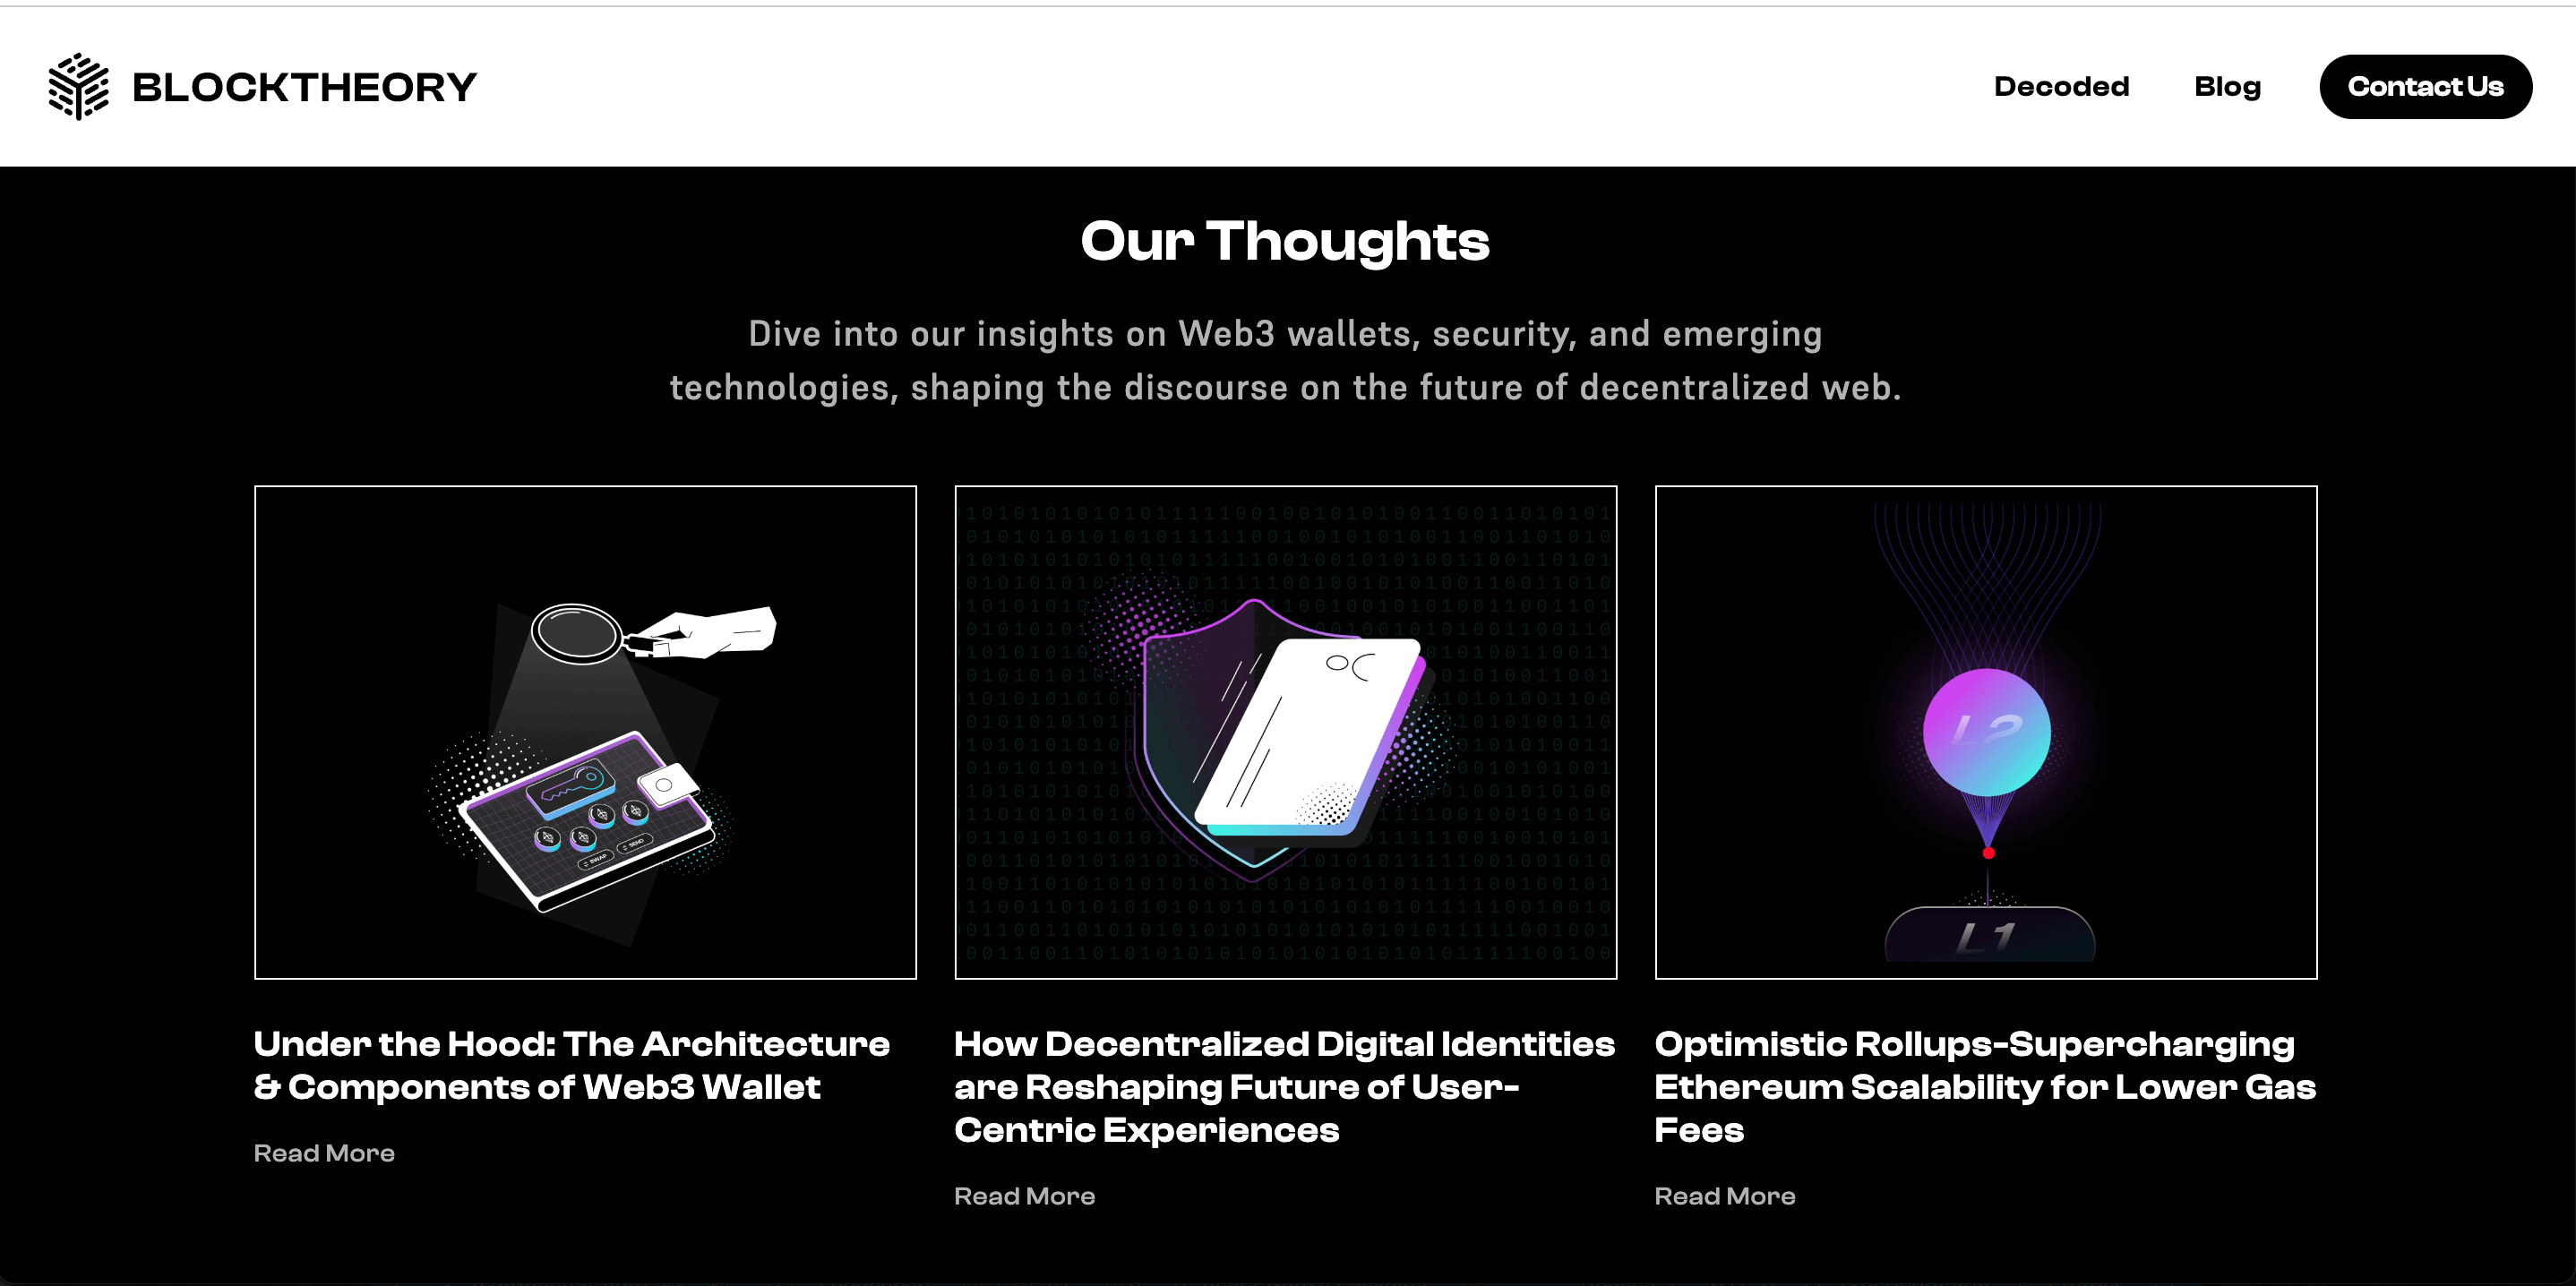 BLOCKTHEORY
Decoded
Blog
Contact Us
Our Thoughts
Dive into our insights on Web3 wallets, security, and emerging
technologies, shaping the discourse on the future of decentralized web.
SWAP
SEND
L2
L1
Under the Hood: The Architecture
& Components of Web3 Wallet
Read More
How Decentralized Digital Identities
are Reshaping Future of User-
Centric Experiences
Read More
Optimistic Rollups-Supercharging
Ethereum Scalability for Lower Gas
Fees
Read More